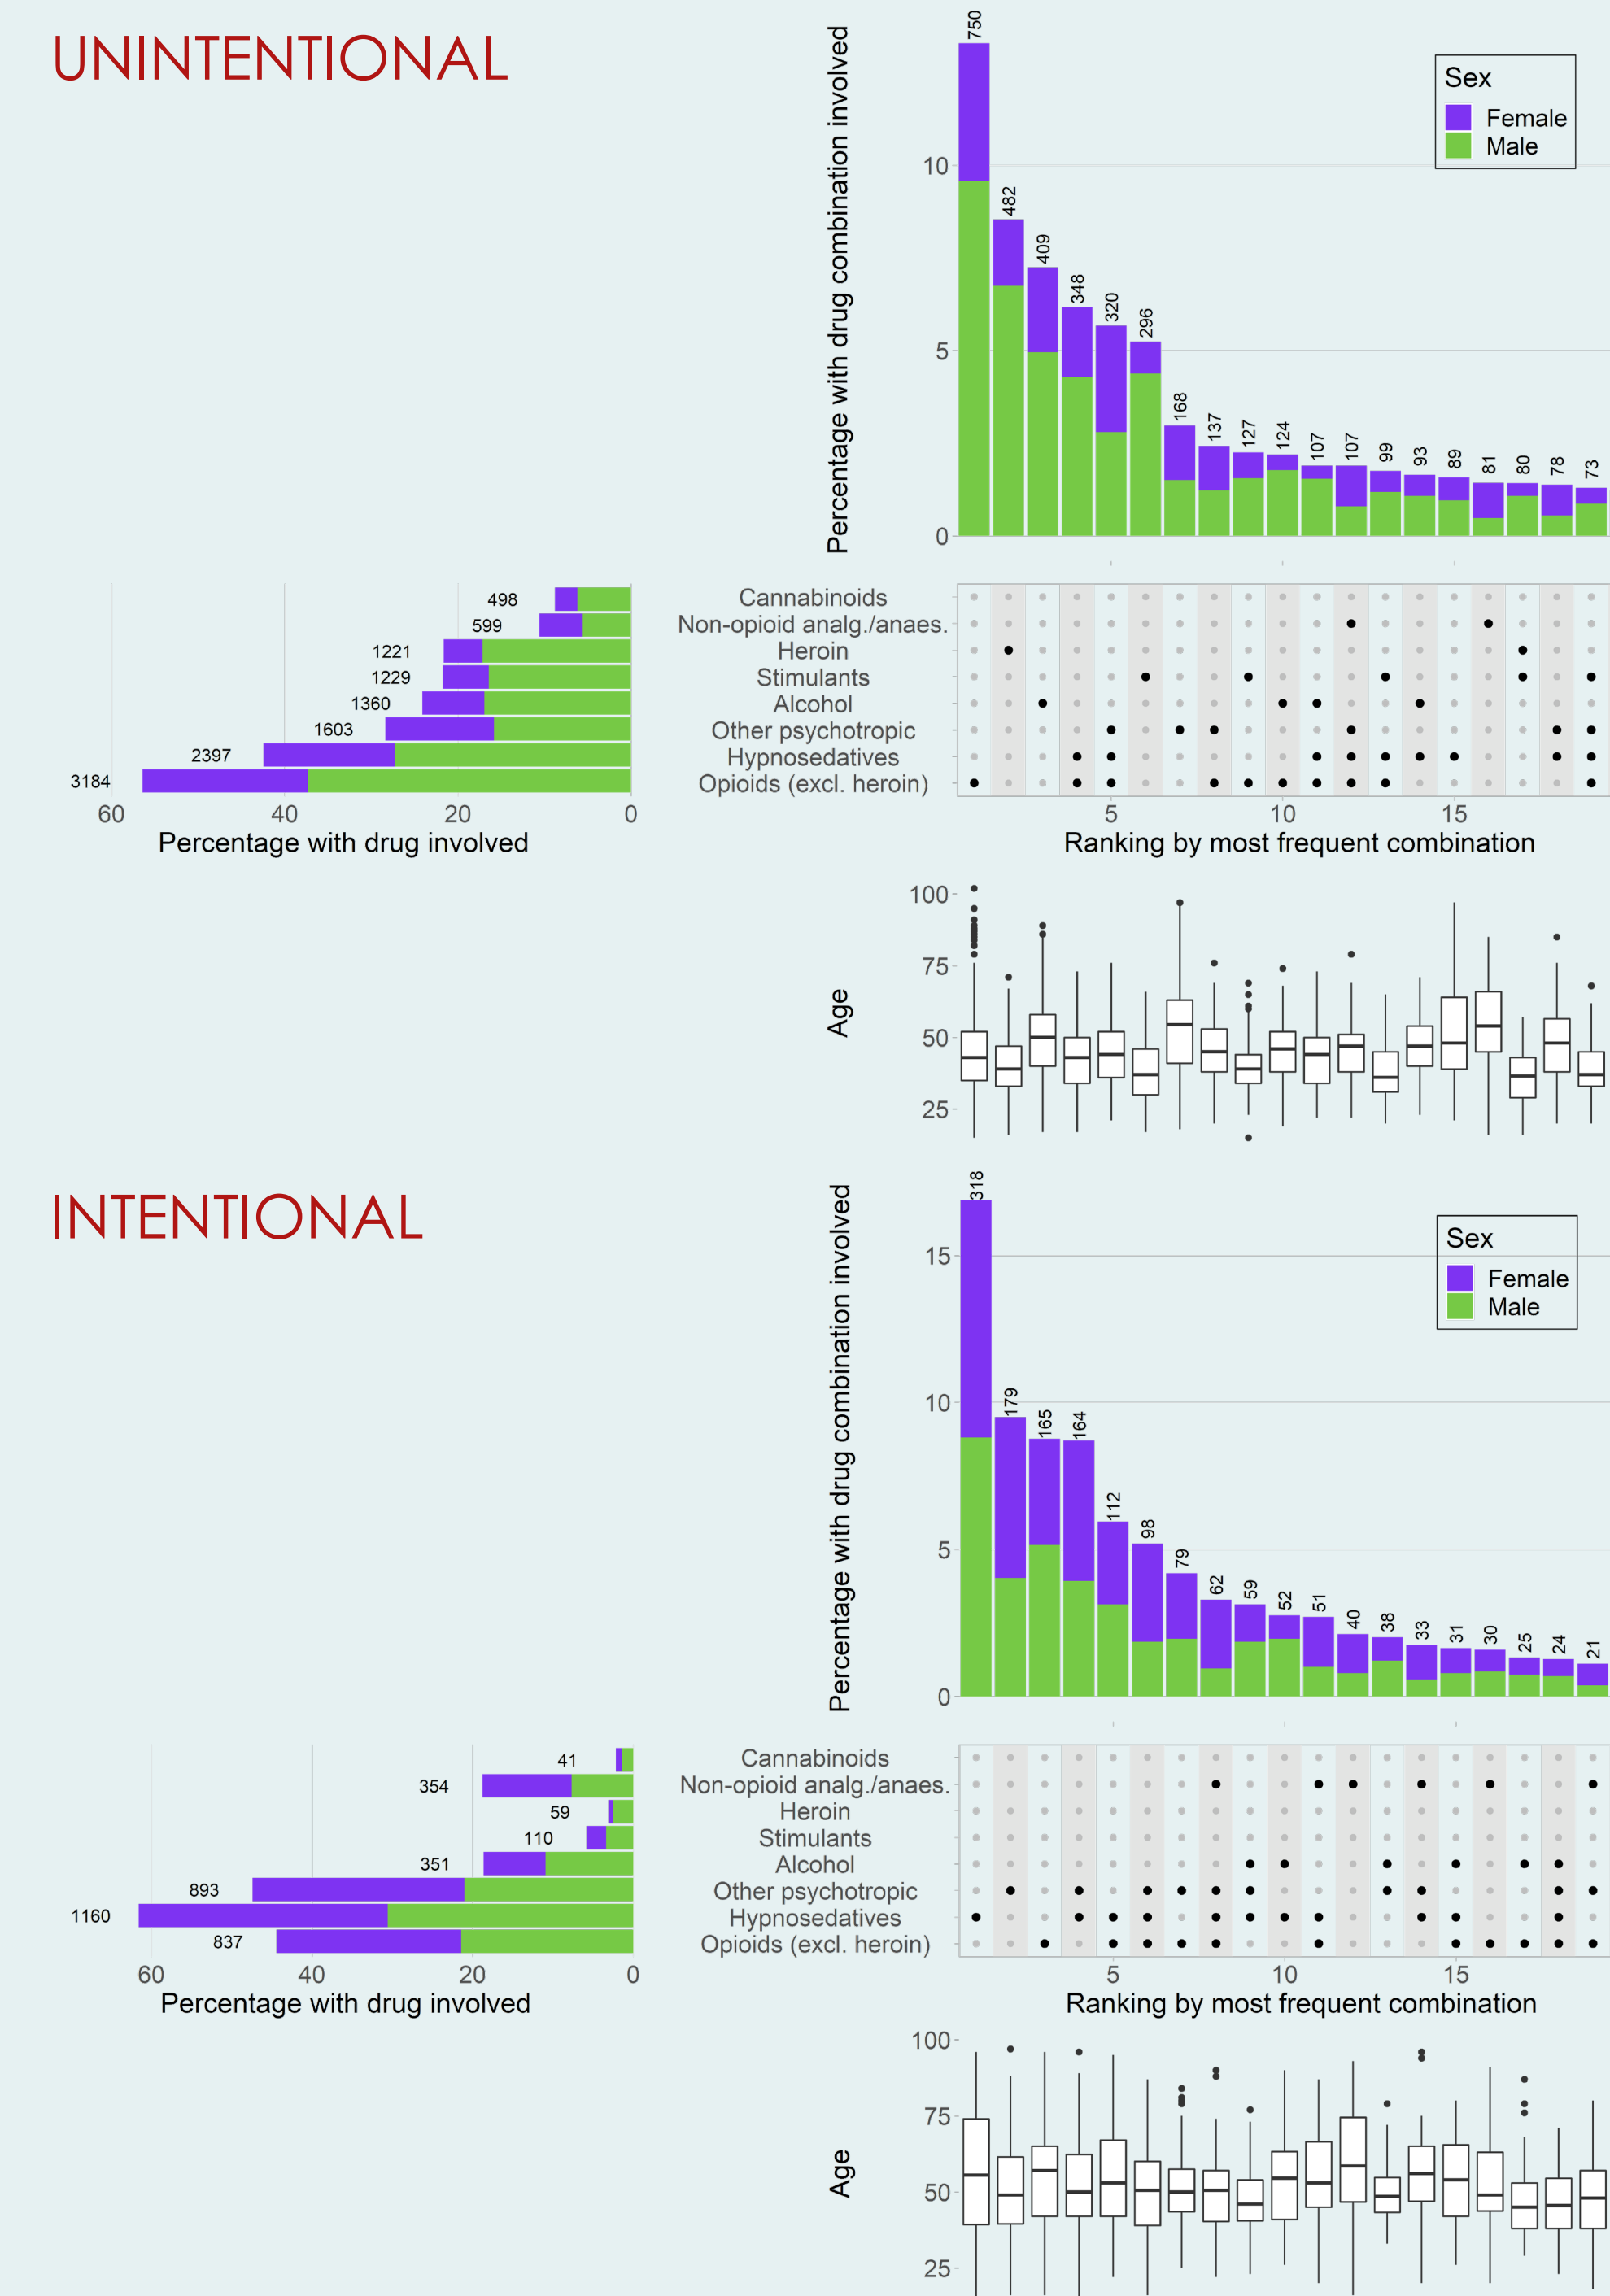 UNINTENTIONAL
Percentage with drug combination involved
10
5
0
750
482
409
348
320
296
168
137
127
124
107
107
99
93
89
81
80
78
73
Sex
Female
Male
498
599
1221
1229
1360
1603
2397
3184
60
40
20
0
Percentage with drug involved
Cannabinoids
Non-opioid analg./anaes.
Heroin
Stimulants
Alcohol
Other psychotropic
Hypnosedatives
Opioids (excl. heroin)
5
10
15
Ranking by most frequent combination
Age
100
75
50
25
INTENTIONAL
Percentage with drug combination involved
15
10
5
0
318
179
165
164
112
98
79
62
59
52
51
40
38
33
31
30
25
24
21
Sex
Female
Male
41
354
59
110
351
893
1160
837
60
40
20
0
Percentage with drug involved
Cannabinoids
Non-opioid analg./anaes.
Heroin
Stimulants
Alcohol
Other psychotropic
Hypnosedatives
Opioids (excl. heroin)
5
10
15
Ranking by most frequent combination
Age
100
75
50
25